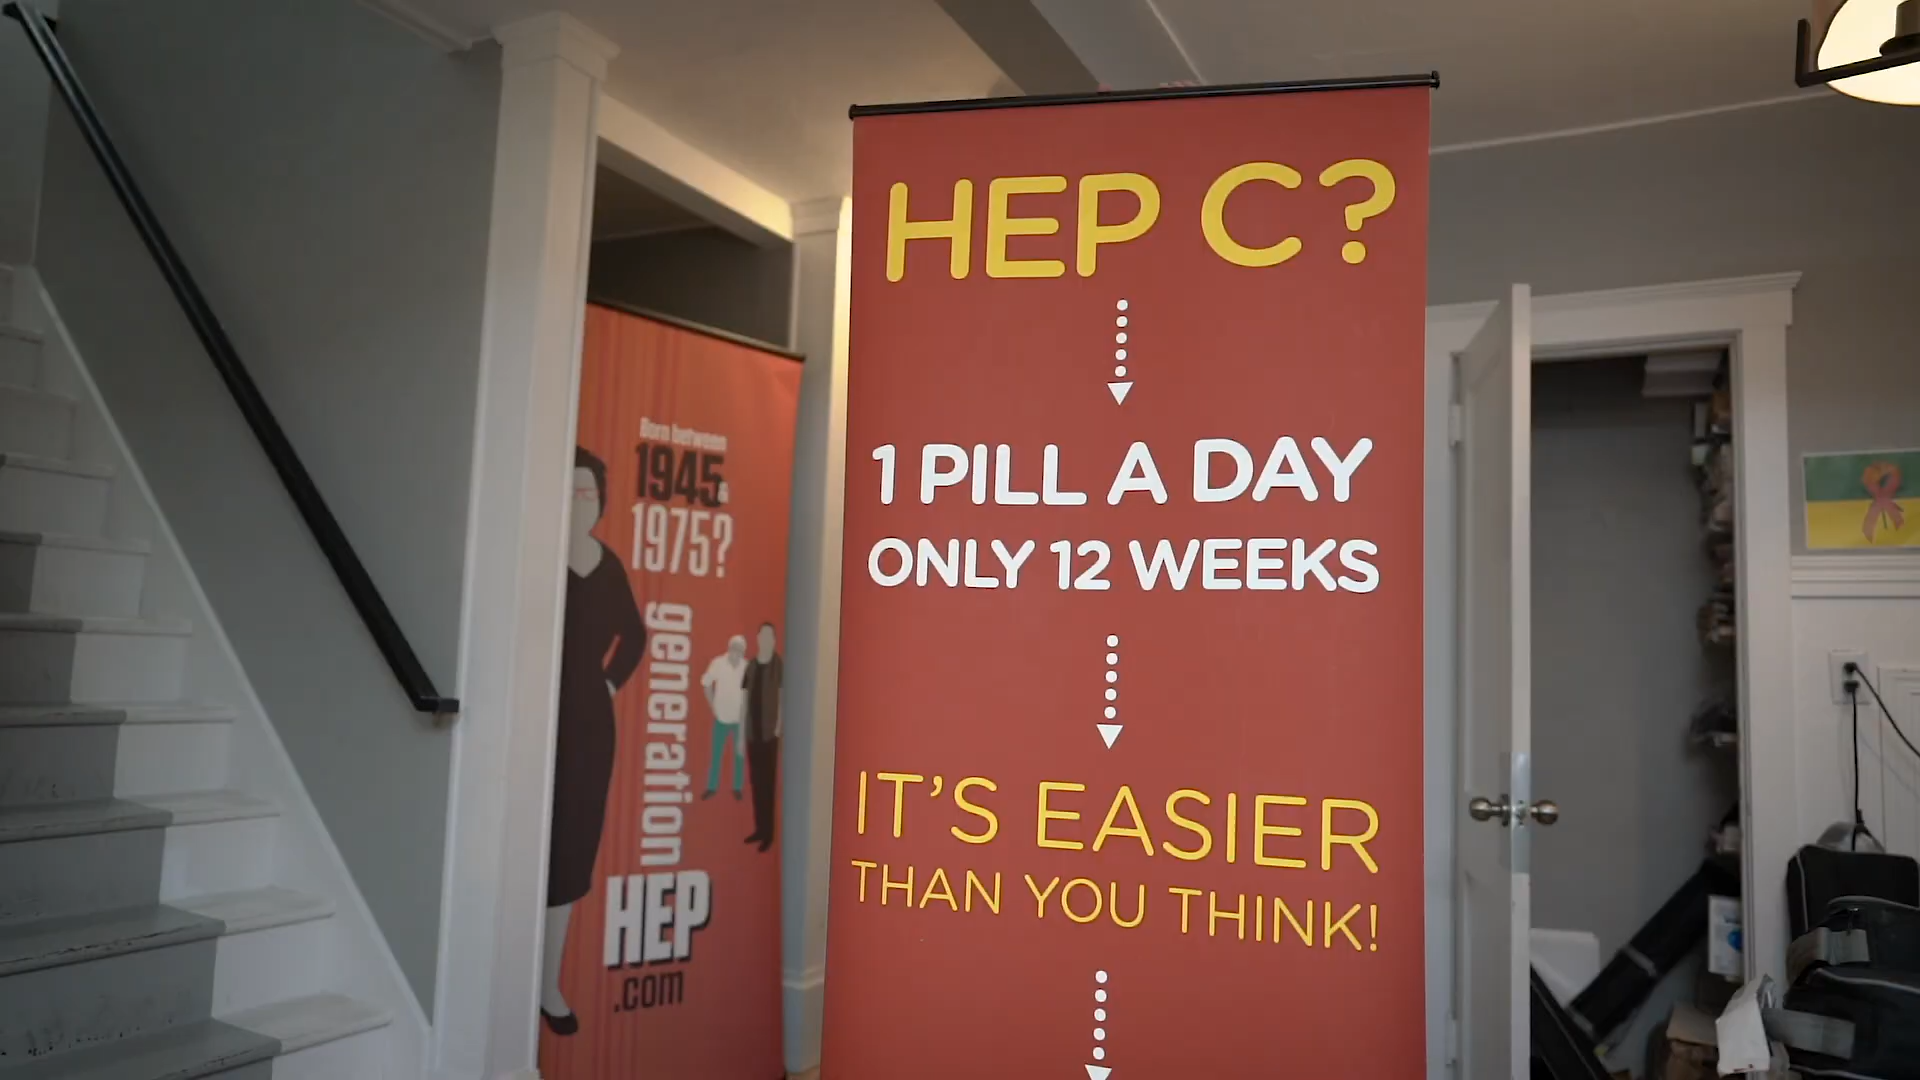 HEP C?
1 PILL A DAY
ONLY 12 WEEKS
IT'S EASIER
THAN YOU THINK!
Born between
1945 &
1975?
generation
HEP
.com